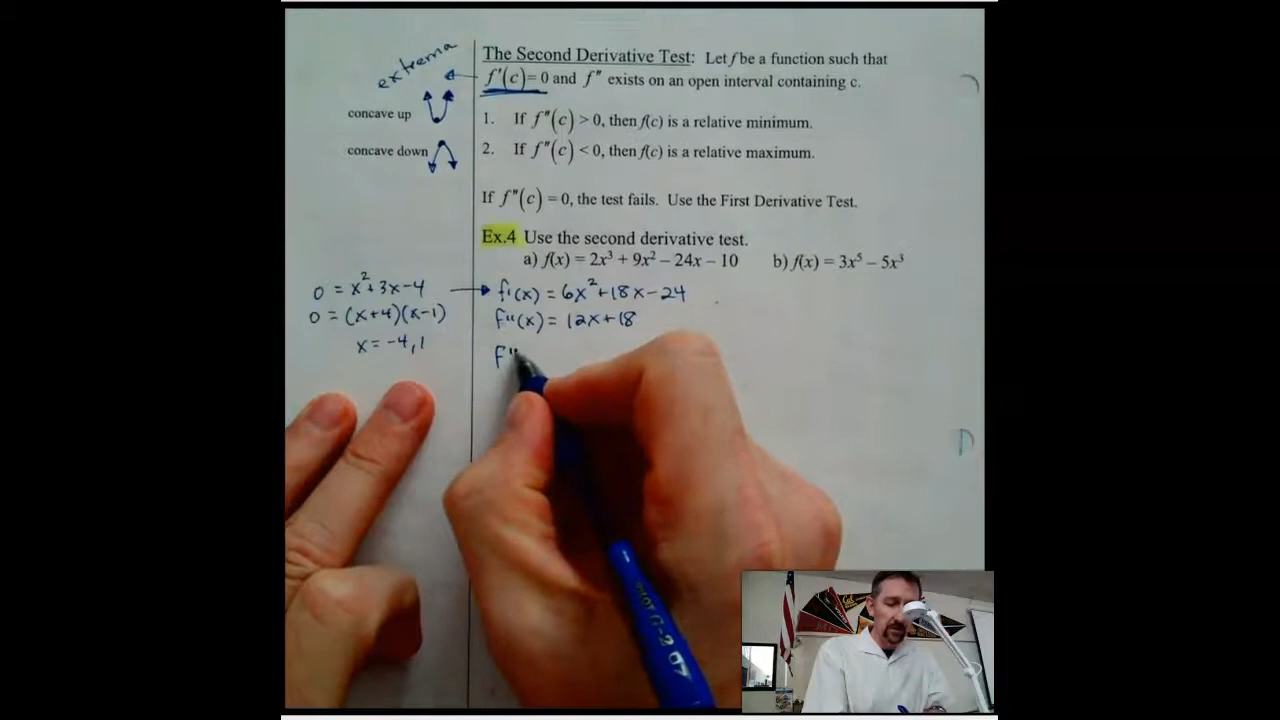 extrema
The Second Derivative Test: Let f be a function such that
f'(c)=0 and f" exists on an open interval containing c.
concave up
1. If f"(c) > 0, then f(c) is a relative minimum.
concave down
2. If f"(c) < 0, then f(c) is a relative maximum.
If f"(c) = 0, the test fails. Use the First Derivative Test.
Ex.4 Use the second derivative test.
a) f(x) = 2x³ + 9x² – 24x – 10 b) f(x) = 3x⁵ – 5x³
0 = x²+3x-4
f'(x) = 6x²+18x-24
0 = (x+4)(x-1)
f"(x) = 12x+18
x = -4,1
f"
PILOT G-2 07